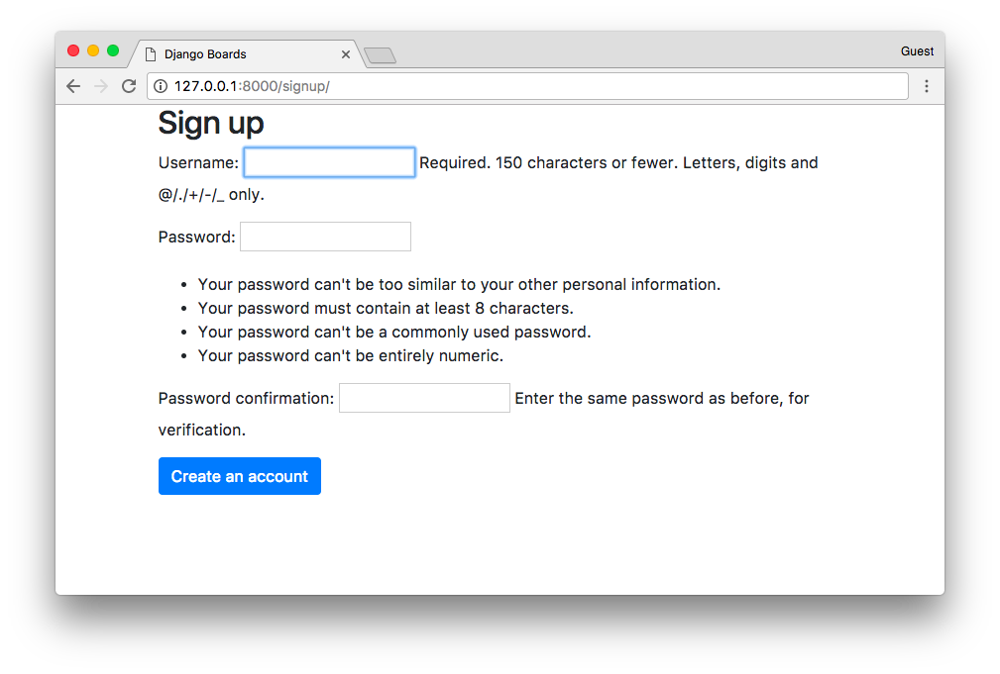 Django Boards
Guest
127.0.0.1:8000/signup/
Sign up
Username: Required. 150 characters or fewer. Letters, digits and
@/./+/-/_ only.
Password:
• Your password can't be too similar to your other personal information.
• Your password must contain at least 8 characters.
• Your password can't be a commonly used password.
• Your password can't be entirely numeric.
Password confirmation: Enter the same password as before, for
verification.
Create an account